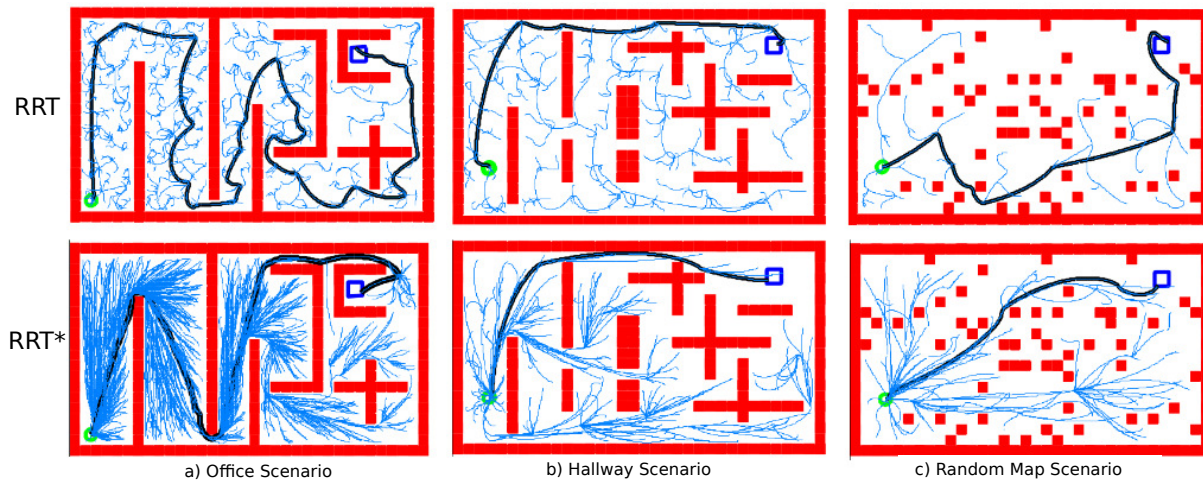 RRT
RRT*
a) Office Scenario
b) Hallway Scenario
c) Random Map Scenario